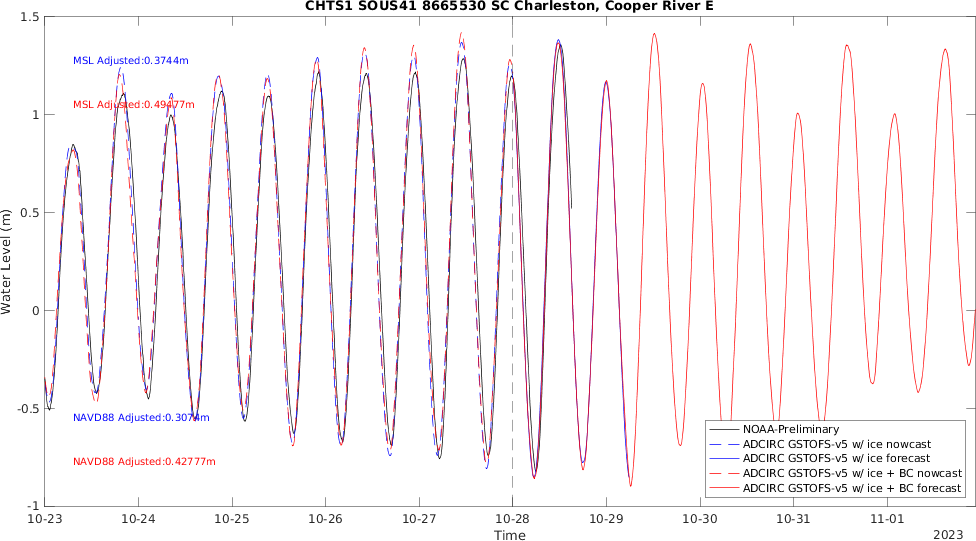 CHTS1 SOUS41 8665530 SC Charleston, Cooper River E
Water Level (m)
1.5
1
0.5
0
-0.5
-1
MSL Adjusted:0.3744m
MSL Adjusted:0.49477m
NAVD88 Adjusted:0.3074m
NAVD88 Adjusted:0.42777m
NOAA-Preliminary
ADCIRC GSTOFS-v5 w/ ice nowcast
ADCIRC GSTOFS-v5 w/ ice forecast
ADCIRC GSTOFS-v5 w/ ice + BC nowcast
ADCIRC GSTOFS-v5 w/ ice + BC forecast
10-23 10-24 10-25 10-26 10-27 10-28 10-29 10-30 10-31 11-01
Time
2023